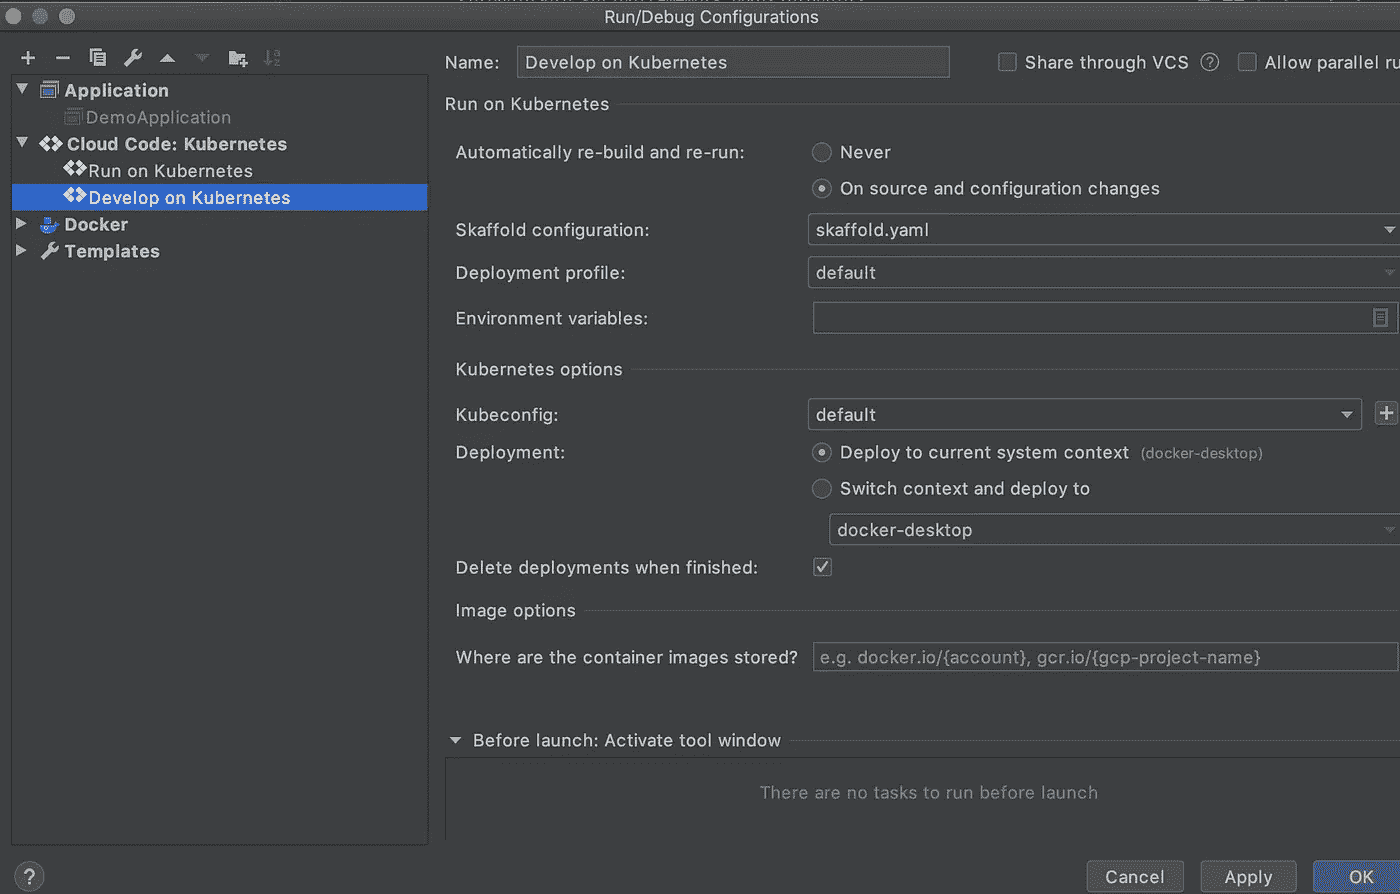 Run/Debug Configurations
Name: Develop on Kubernetes Share through VCS ? Allow parallel ru
Application
DemoApplication
Cloud Code: Kubernetes
Run on Kubernetes
Develop on Kubernetes
Docker
Templates
Run on Kubernetes
Automatically re-build and re-run: Never
On source and configuration changes
Skaffold configuration: skaffold.yaml
Deployment profile: default
Environment variables:
Kubernetes options
Kubeconfig: default
Deployment: Deploy to current system context (docker-desktop)
Switch context and deploy to
docker-desktop
Delete deployments when finished:
Image options
Where are the container images stored? e.g. docker.io/{account}, gcr.io/{gcp-project-name}
Before launch: Activate tool window
There are no tasks to run before launch
? Cancel Apply OK